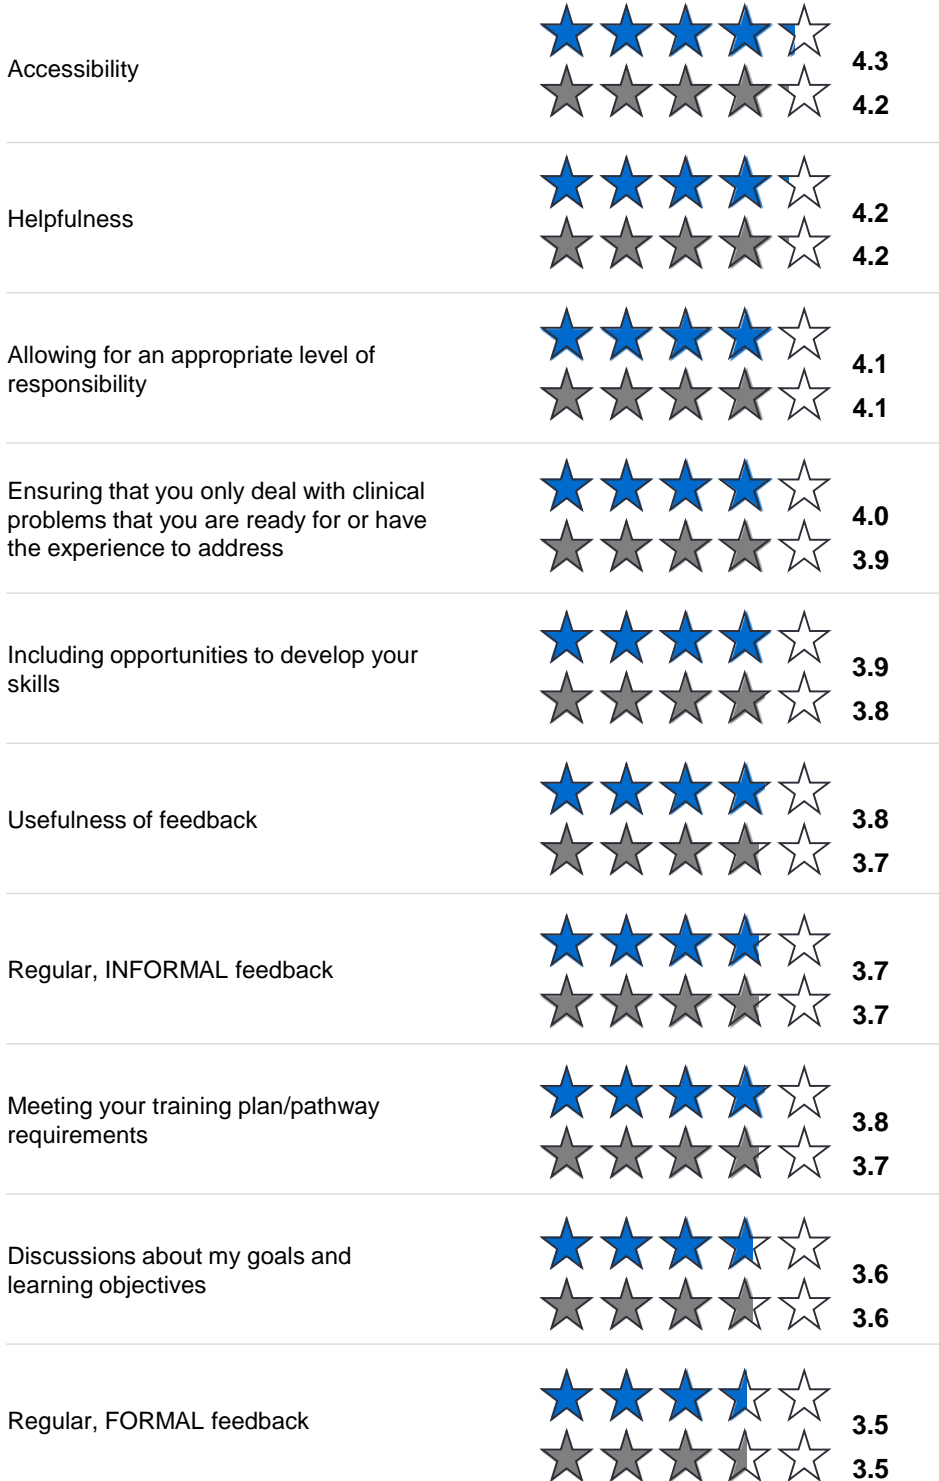 Accessibility
4.3
4.2
Helpfulness
4.2
4.2
Allowing for an appropriate level of
responsibility
4.1
4.1
Ensuring that you only deal with clinical
problems that you are ready for or have
the experience to address
4.0
3.9
Including opportunities to develop your
skills
3.9
3.8
Usefulness of feedback
3.8
3.7
Regular, INFORMAL feedback
3.7
3.7
Meeting your training plan/pathway
requirements
3.8
3.7
Discussions about my goals and
learning objectives
3.6
3.6
Regular, FORMAL feedback
3.5
3.5